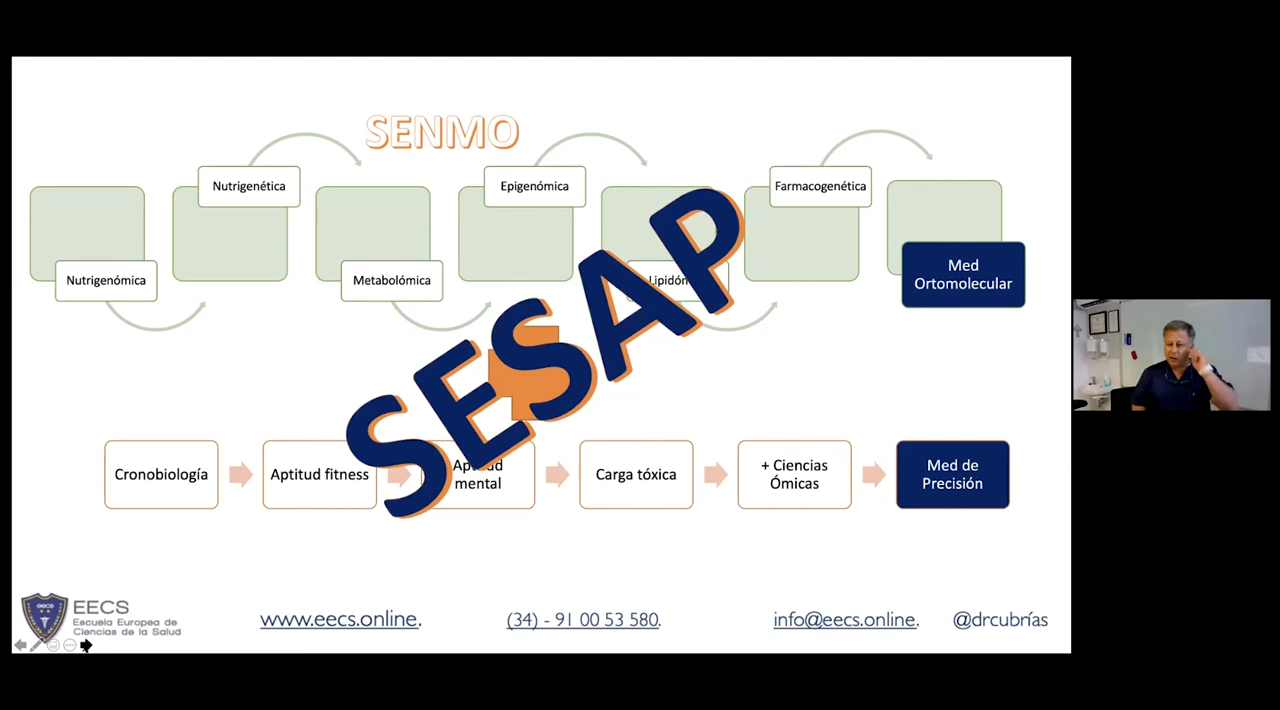 SENMO
Nutrigenética
Epigenómica
Farmacogenética
Nutrigenómica
Metabolómica
Med
Ortomolecular
SESAP
Cronobiología
Aptitud fitness
mental
Carga tóxica
+ Ciencias
Ómicas
Med de
Precisión
EECS
Escuela Europea de
Ciencias de la Salud
www.eecs.online.
(34) - 91 00 53 580.
info@eecs.online.
@drcubrías